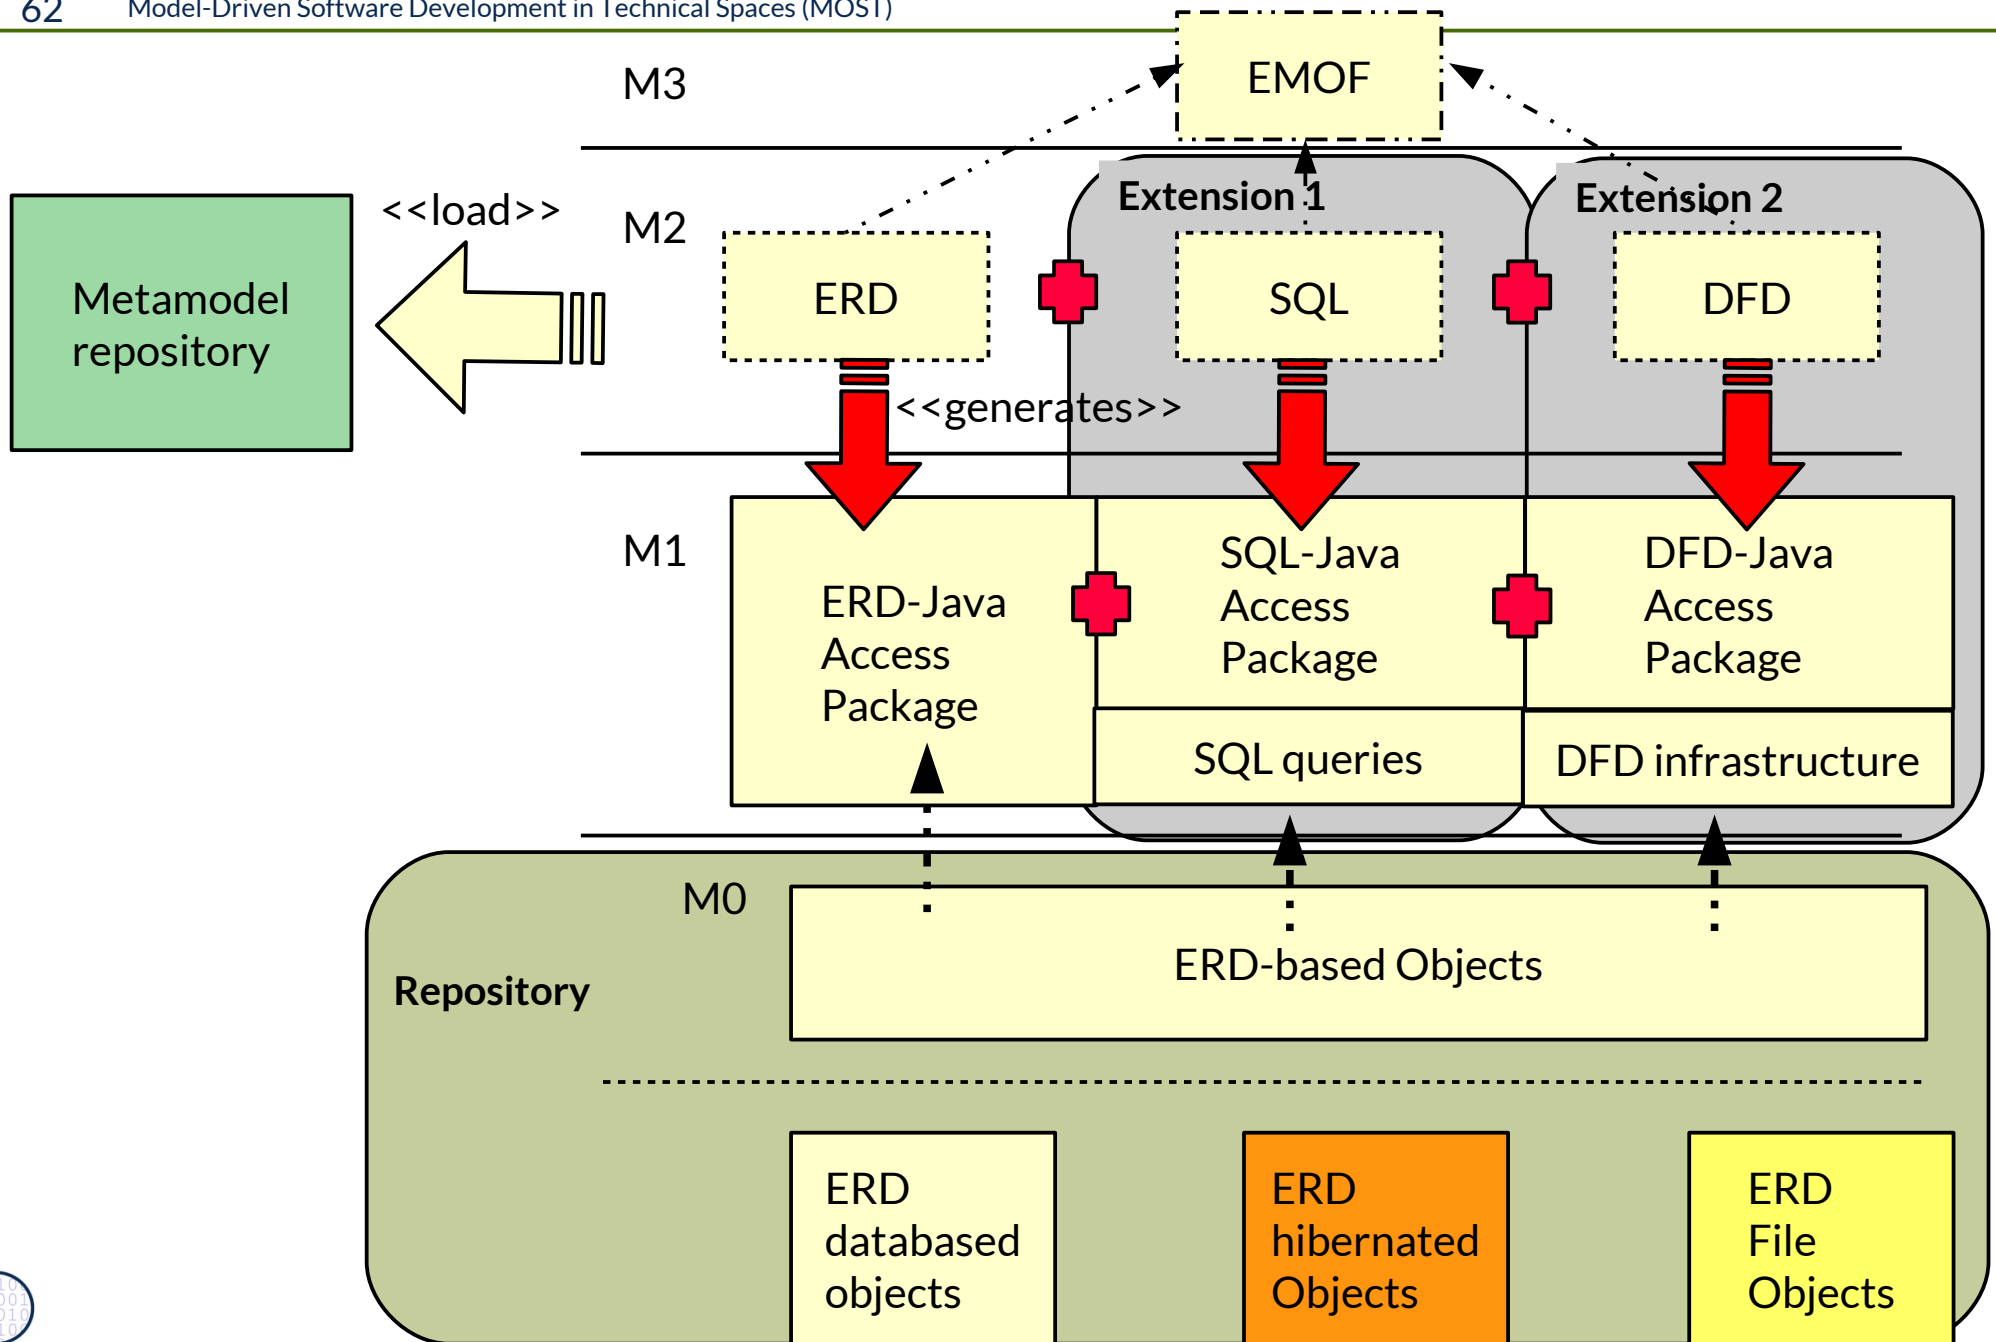 62 Model-Driven Software Development in Technical Spaces (MOST)
M3
EMOF
<<load>>
M2
Extension 1
Extension 2
Metamodel
repository
ERD
SQL
DFD
<<generates>>
M1
ERD-Java
Access
Package
SQL-Java
Access
Package
DFD-Java
Access
Package
SQL queries
DFD infrastructure
M0
ERD-based Objects
Repository
ERD
databased
objects
ERD
hibernated
Objects
ERD
File
Objects